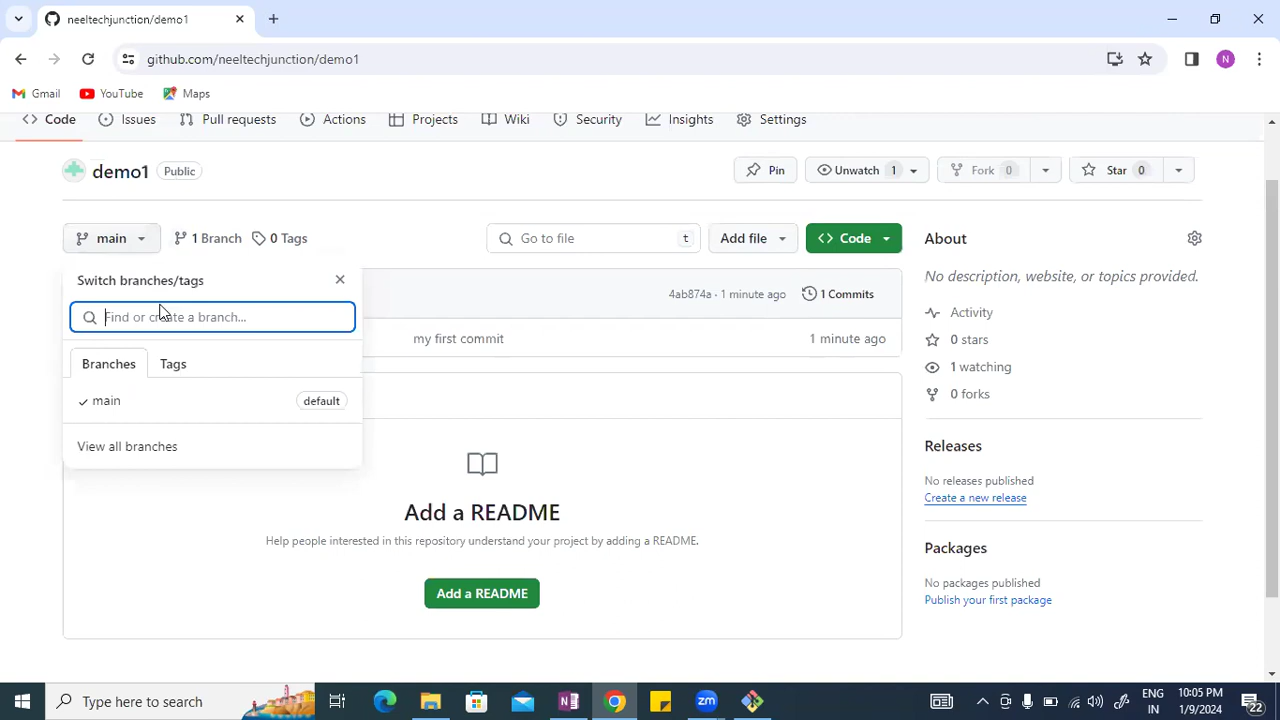 neeltechjunction/demo1
github.com/neeltechjunction/demo1
Gmail YouTube Maps
Code Issues Pull requests Actions Projects Wiki Security Insights Settings
demo1 Public Pin Unwatch 1 Fork 0 Star 0
main 1 Branch 0 Tags Go to file t Add file Code About
Switch branches/tags
No description, website, or topics provided.
4ab874a · 1 minute ago 1 Commits
Find or create a branch...
Activity
my first commit 1 minute ago
0 stars
Branches Tags
1 watching
main default
0 forks
View all branches
Releases
No releases published
Create a new release
Add a README
Help people interested in this repository understand your project by adding a README.
Packages
No packages published
Add a README
Publish your first package
Type here to search
zm
N
ENG
IN
10:05 PM
1/9/2024
22